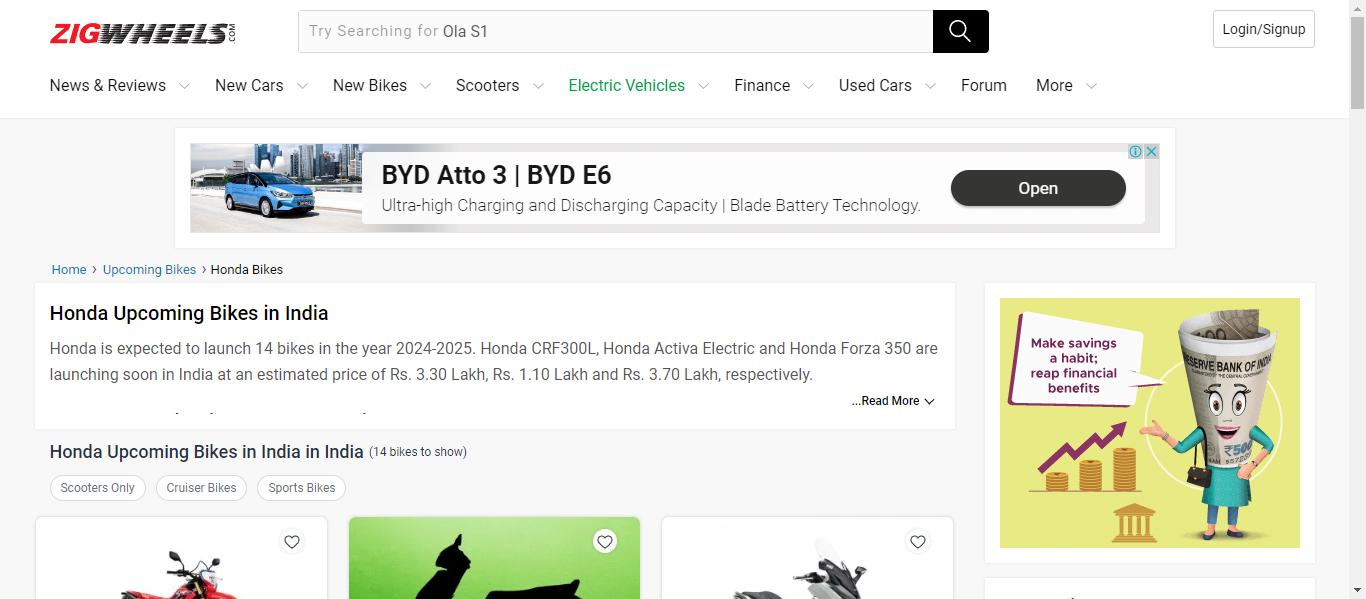 ZIGWHEELS.COM
Try Searching for Ola S1
Login/Signup
News & Reviews New Cars New Bikes Scooters Electric Vehicles Finance Used Cars Forum More
BYD Atto 3 | BYD E6
Ultra-high Charging and Discharging Capacity | Blade Battery Technology.
Open
Home › Upcoming Bikes › Honda Bikes
Honda Upcoming Bikes in India
Honda is expected to launch 14 bikes in the year 2024-2025. Honda CRF300L, Honda Activa Electric and Honda Forza 350 are
launching soon in India at an estimated price of Rs. 3.30 Lakh, Rs. 1.10 Lakh and Rs. 3.70 Lakh, respectively.
...Read More
Honda Upcoming Bikes in India in India (14 bikes to show)
Scooters Only Cruiser Bikes Sports Bikes
Make savings
a habit;
reap financial
benefits
RESERVE BANK OF INDIA
₹500